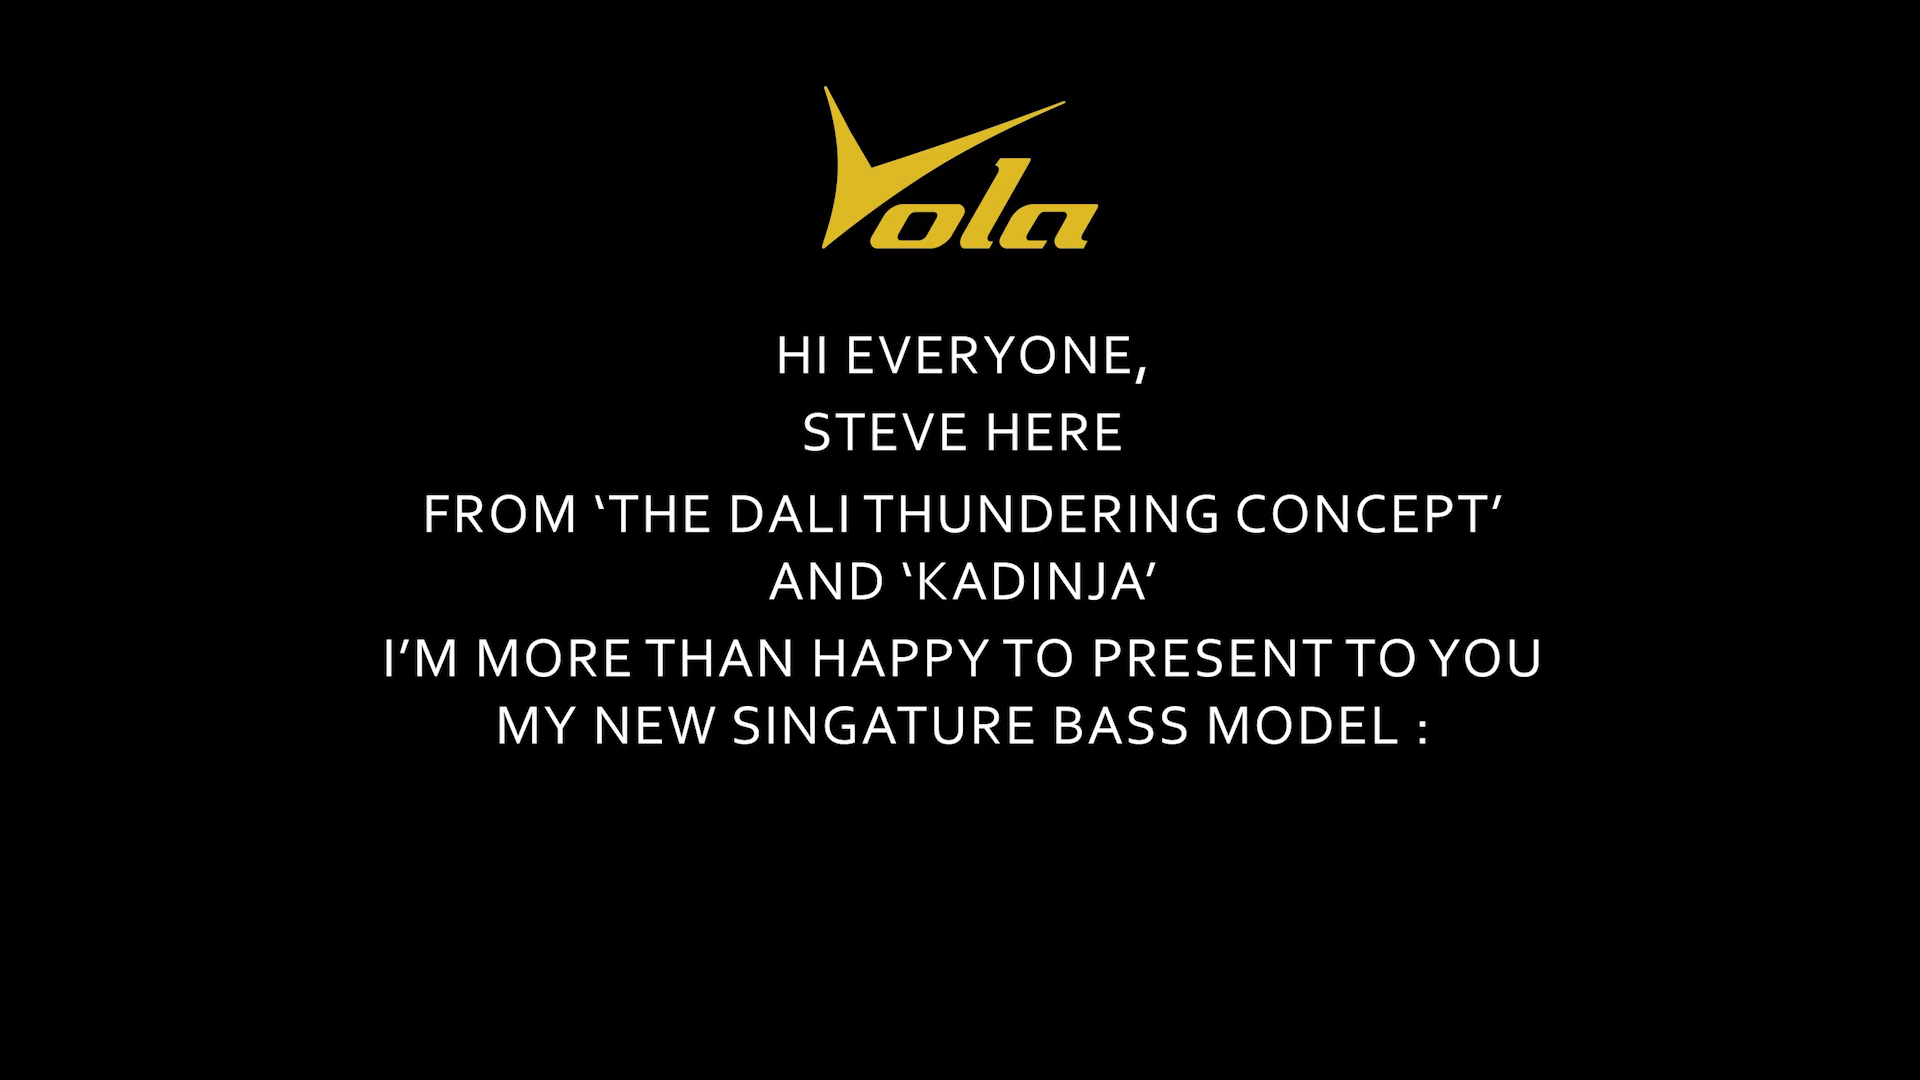 Vola
HI EVERYONE,
STEVE HERE
FROM ‘THE DALI THUNDERING CONCEPT’
AND ‘KADINJA’
I’M MORE THAN HAPPY TO PRESENT TO YOU
MY NEW SINGATURE BASS MODEL :